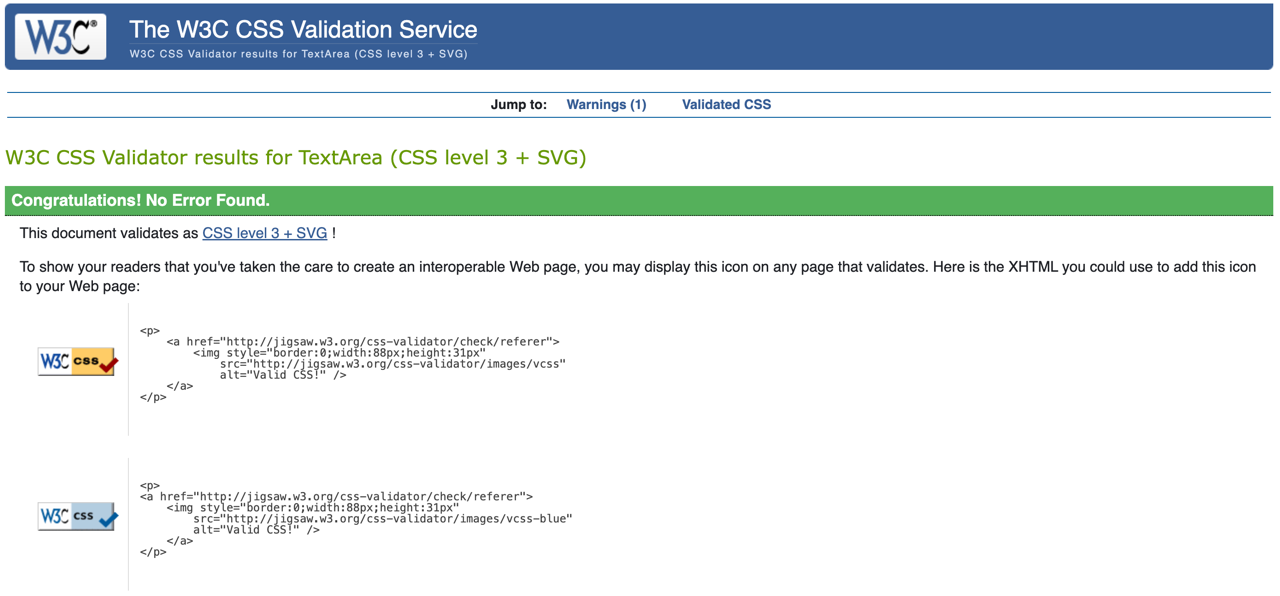 W3C®
The W3C CSS Validation Service
W3C CSS Validator results for TextArea (CSS level 3 + SVG)
Jump to: Warnings (1) Validated CSS
W3C CSS Validator results for TextArea (CSS level 3 + SVG)
Congratulations! No Error Found.
This document validates as CSS level 3 + SVG !
To show your readers that you've taken the care to create an interoperable Web page, you may display this icon on any page that validates. Here is the XHTML you could use to add this icon
to your Web page:
W3C css
<p>
    <a href="http://jigsaw.w3.org/css-validator/check/referer">
        <img style="border:0;width:88px;height:31px"
            src="http://jigsaw.w3.org/css-validator/images/vcss"
            alt="Valid CSS!" />
    </a>
</p>
W3C css
<p>
<a href="http://jigsaw.w3.org/css-validator/check/referer">
    <img style="border:0;width:88px;height:31px"
        src="http://jigsaw.w3.org/css-validator/images/vcss-blue"
        alt="Valid CSS!" />
    </a>
</p>